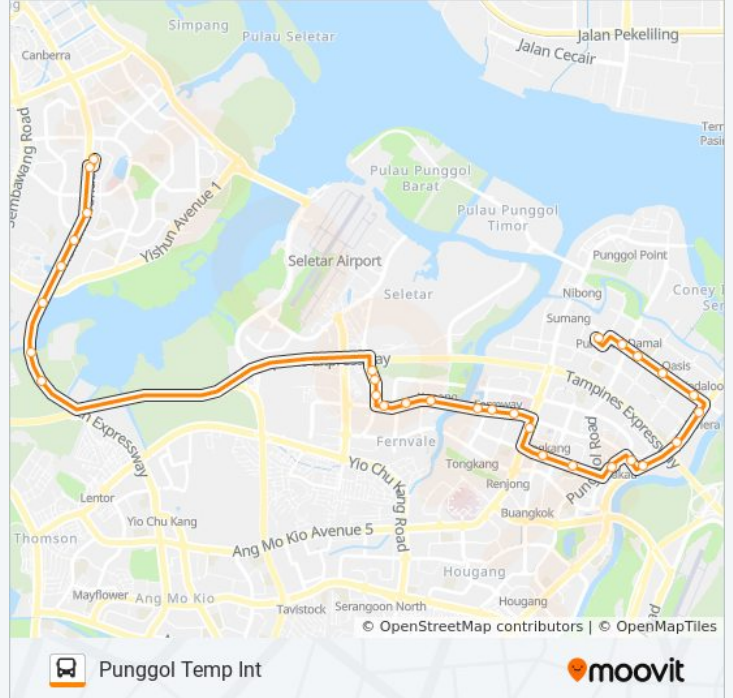 Simpang
Pulau Seletar
Jalan Pekeliling
Jalan Cecair
Canberra
Sembawang Road
Pulau Punggol
Barat
Pulau Punggol
Timor
Yishun Avenue 1
Seletar Airport
Seletar
Punggol Point
Nibong
Coney
Sumang
Damai
Oasis
Tampines Expressway
Fernvale
Tongkang
Renjong
Buangkok
Expressway
Lentor
Yio Chu Kang
Yio Chu Kang Road
Ang Mo Kio Avenue 5
Thomson
Hougang
Mayflower
Ang Mo Kio
Tavistock
Serangoon North
Hougang
© OpenStreetMap contributors | © OpenMapTiles
Punggol Temp Int
moovit